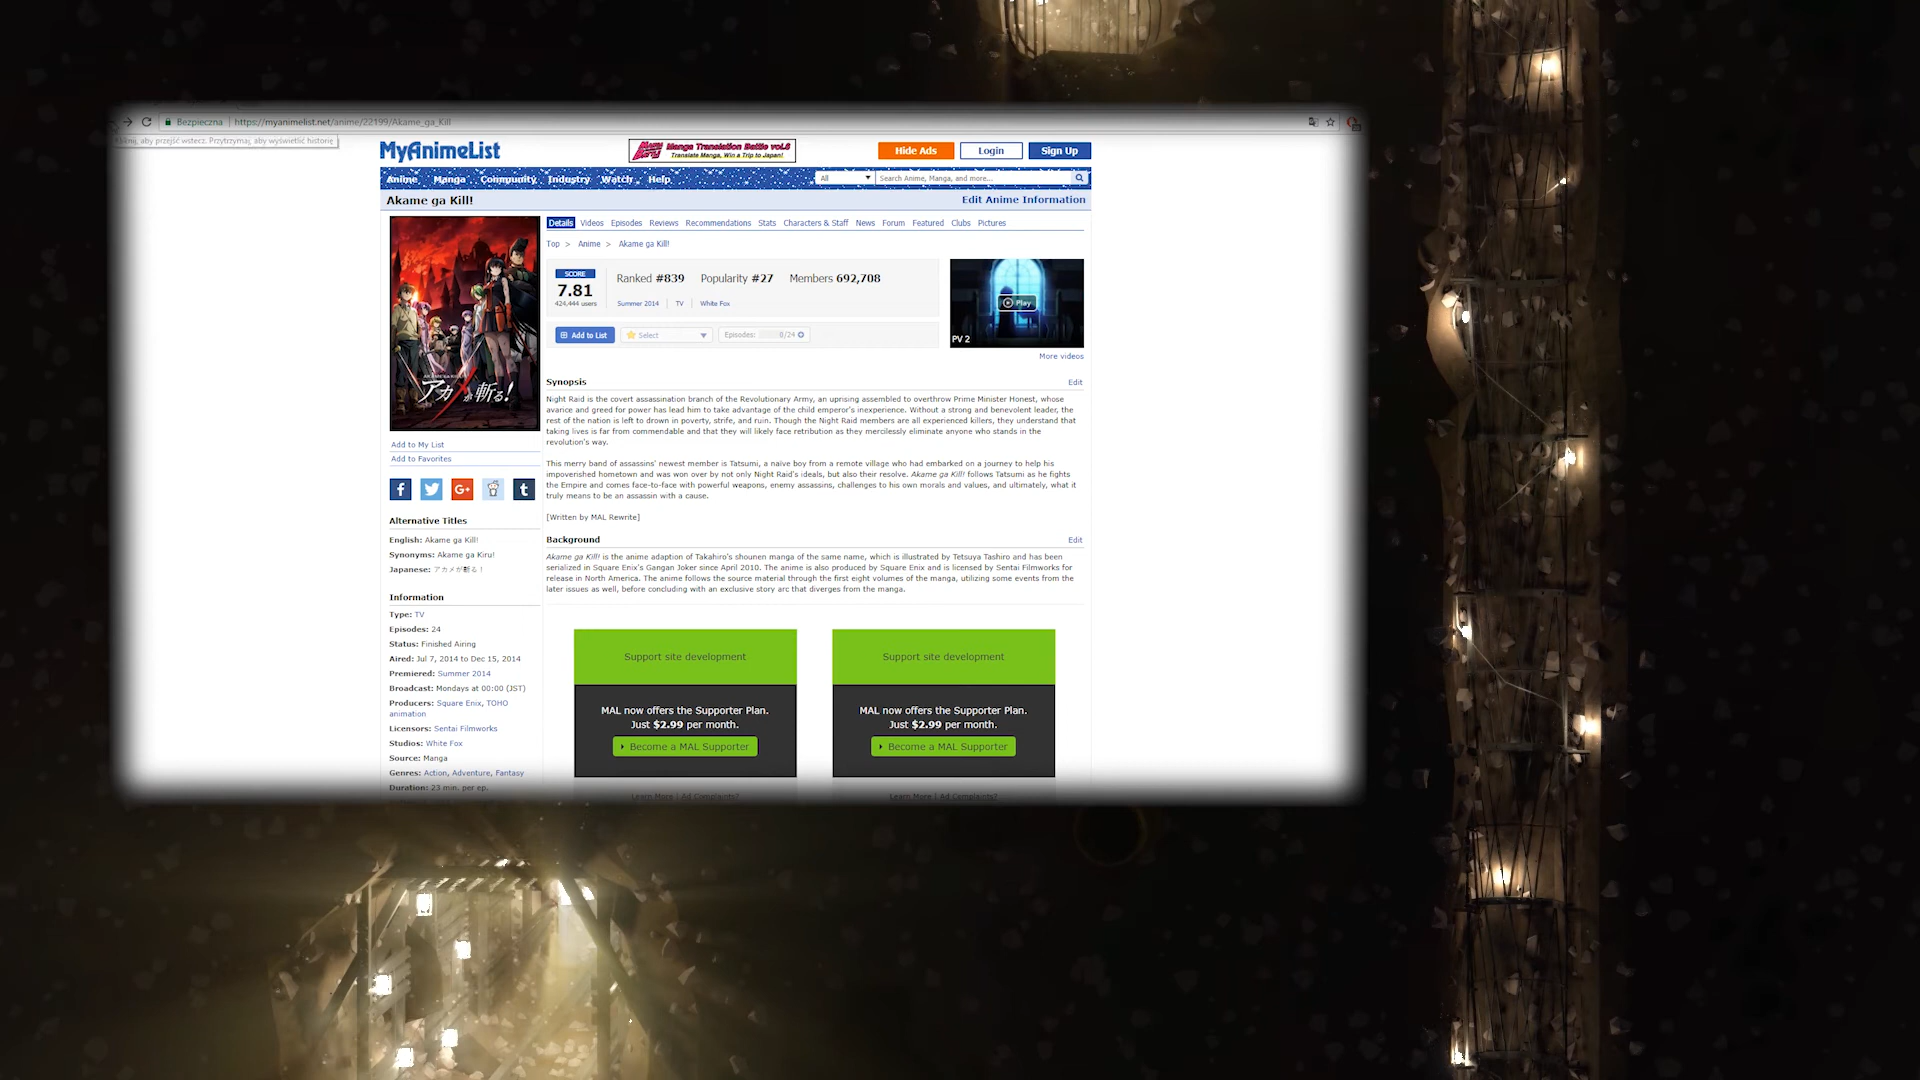 Bezpieczna https://myanimelist.net/anime/22199/Akame_ga_Kill
Kliknij, aby przejść wstecz. Przytrzymaj, aby wyświetlić historię
MyAnimeList
Manga Translation Battle vol.8
Translate Manga, Win a Trip to Japan!
Hide Ads Login Sign Up
Anime Manga Community Industry Watch Help
All Search Anime, Manga, and more...
Akame ga Kill!
Edit Anime Information
Details Videos Episodes Reviews Recommendations Stats Characters & Staff News Forum Featured Clubs Pictures
Top > Anime > Akame ga Kill!
SCORE
7.81
424,444 users
Ranked #839 Popularity #27 Members 692,708
Summer 2014 TV White Fox
Add to List Select Episodes: 0/24
Play
PV 2
More videos
アカメが斬る!
Synopsis Edit
Night Raid is the covert assassination branch of the Revolutionary Army, an uprising assembled to overthrow Prime Minister Honest, whose
avarice and greed for power has lead him to take advantage of the child emperor's inexperience. Without a strong and benevolent leader, the
rest of the nation is left to drown in poverty, strife, and ruin. Though the Night Raid members are all experienced killers, they understand that
taking lives is far from commendable and that they will likely face retribution as they mercilessly eliminate anyone who stands in the
revolution's way.
This merry band of assassins' newest member is Tatsumi, a naive boy from a remote village who had embarked on a journey to help his
impoverished hometown and was won over by not only Night Raid's ideals, but also their resolve. Akame ga Kill! follows Tatsumi as he fights
the Empire and comes face-to-face with powerful weapons, enemy assassins, challenges to his own morals and values, and ultimately, what it
truly means to be an assassin with a cause.
[Written by MAL Rewrite]
Background Edit
Akame ga Kill! is the anime adaption of Takahiro's shounen manga of the same name, which is illustrated by Tetsuya Tashiro and has been
serialized in Square Enix's Gangan Joker since April 2010. The anime is also produced by Square Enix and is licensed by Sentai Filmworks for
release in North America. The anime follows the source material through the first eight volumes of the manga, utilizing some events from the
later issues as well, before concluding with an exclusive story arc that diverges from the manga.
Add to My List
Add to Favorites
Alternative Titles
English: Akame ga Kill!
Synonyms: Akame ga Kiru!
Japanese: アカメが斬る!
Information
Type: TV
Episodes: 24
Status: Finished Airing
Aired: Jul 7, 2014 to Dec 15, 2014
Premiered: Summer 2014
Broadcast: Mondays at 00:00 (JST)
Producers: Square Enix, TOHO
animation
Licensors: Sentai Filmworks
Studios: White Fox
Source: Manga
Genres: Action, Adventure, Fantasy
Duration: 23 min. per ep.
Support site development
MAL now offers the Supporter Plan.
Just $2.99 per month.
Become a MAL Supporter
Learn More | Ad Complaints?
Support site development
MAL now offers the Supporter Plan.
Just $2.99 per month.
Become a MAL Supporter
Learn More | Ad Complaints?